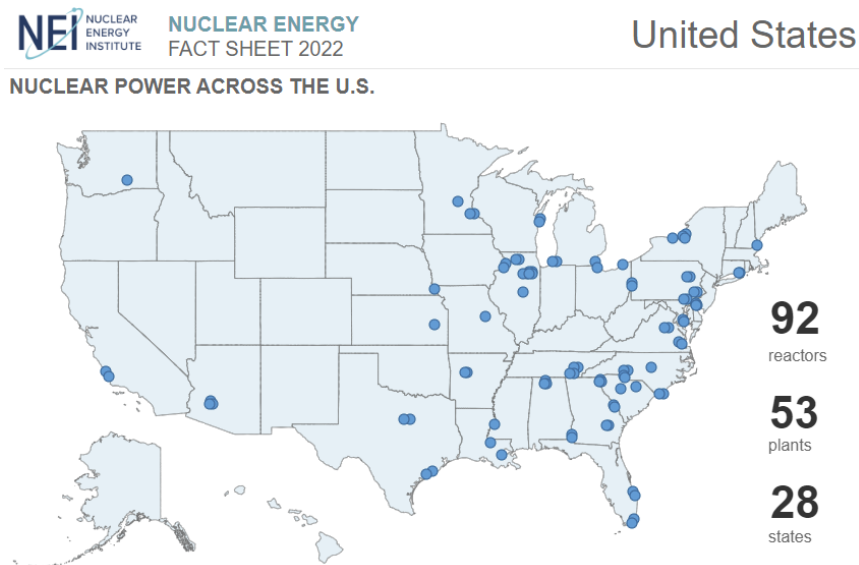 NEI NUCLEAR
ENERGY
INSTITUTE
NUCLEAR ENERGY
FACT SHEET 2022
United States
NUCLEAR POWER ACROSS THE U.S.
92
reactors
53
plants
28
states